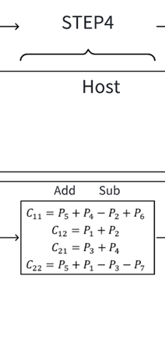 STEP4
Host
Add Sub
C₁₁ = P₅ + P₄ − P₂ + P₆
C₁₂ = P₁ + P₂
C₂₁ = P₃ + P₄
C₂₂ = P₅ + P₁ − P₃ − P₇